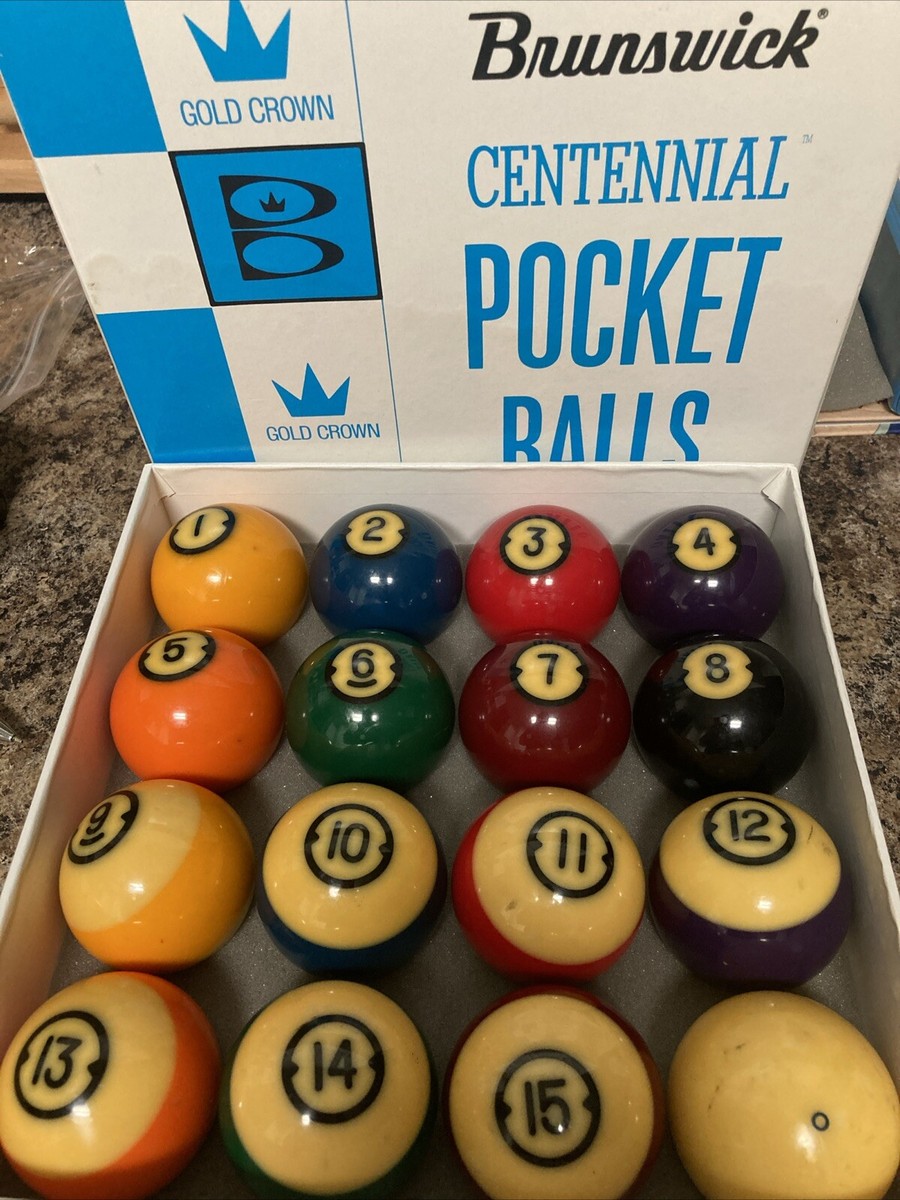 GOLD CROWN
Brunswick®
CENTENNIAL™
POCKET
BALLS
GOLD CROWN
1 2 3 4
5 6 7 8
9 10 11 12
13 14 15